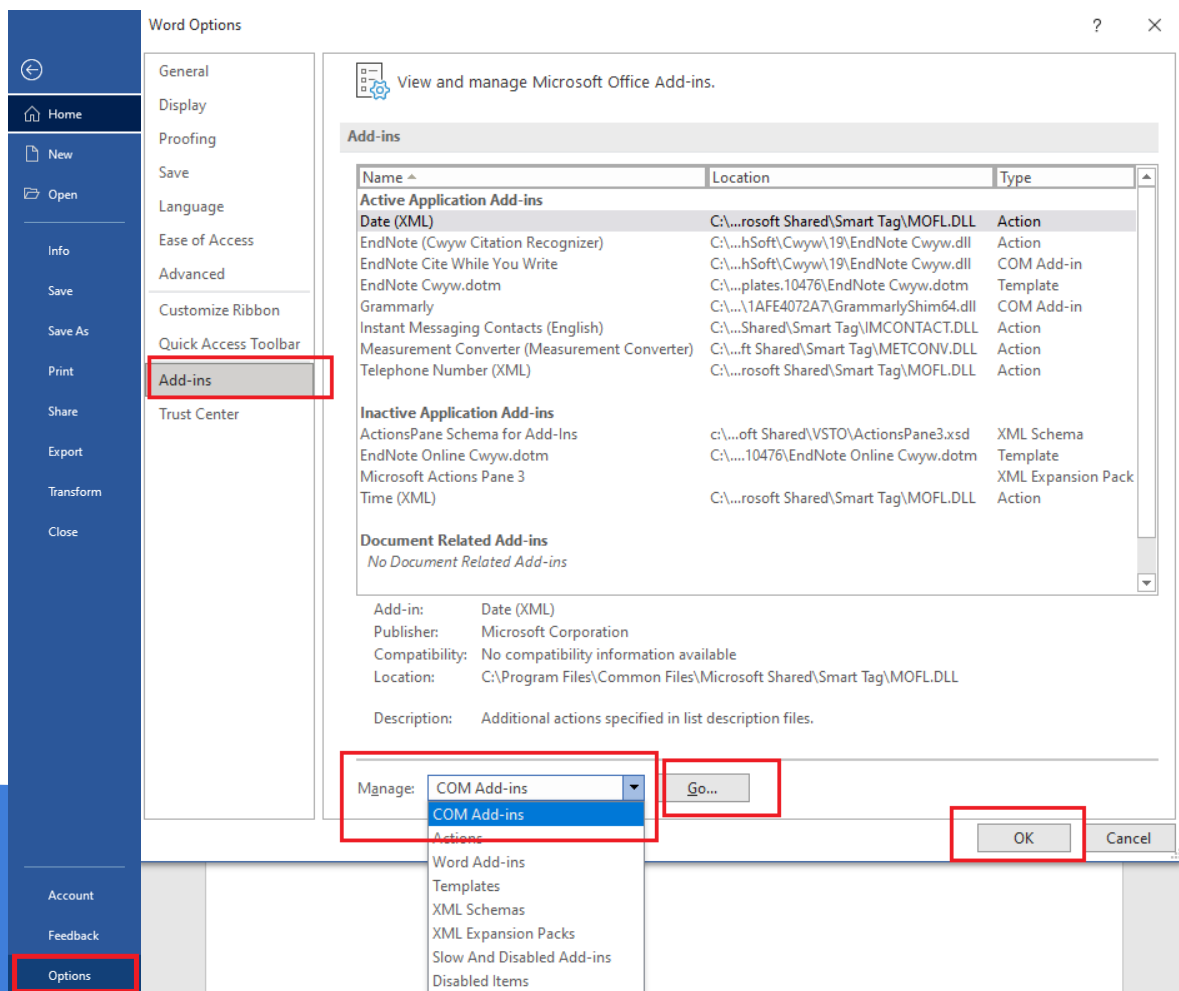 Word Options
?
Home
New
Open
Info
Save
Save As
Print
Share
Export
Transform
Close
Account
Feedback
Options
General
Display
Proofing
Save
Language
Ease of Access
Advanced
Customize Ribbon
Quick Access Toolbar
Add-ins
Trust Center
View and manage Microsoft Office Add-ins.
Add-ins
Name Location Type
Active Application Add-ins
Date (XML) C:\...rosoft Shared\Smart Tag\MOFL.DLL Action
EndNote (Cwyw Citation Recognizer) C:\...hSoft\Cwyw\19\EndNote Cwyw.dll Action
EndNote Cite While You Write C:\...hSoft\Cwyw\19\EndNote Cwyw.dll COM Add-in
EndNote Cwyw.dotm C:\...plates.10476\EndNote Cwyw.dotm Template
Grammarly C:\...\1AFE4072A7\GrammarlyShim64.dll COM Add-in
Instant Messaging Contacts (English) C:\...Shared\Smart Tag\IMCONTACT.DLL Action
Measurement Converter (Measurement Converter) C:\...ft Shared\Smart Tag\METCONV.DLL Action
Telephone Number (XML) C:\...rosoft Shared\Smart Tag\MOFL.DLL Action
Inactive Application Add-ins
ActionsPane Schema for Add-Ins c:\...oft Shared\VSTO\ActionsPane3.xsd XML Schema
EndNote Online Cwyw.dotm C:\....10476\EndNote Online Cwyw.dotm Template
Microsoft Actions Pane 3 XML Expansion Pack
Time (XML) C:\...rosoft Shared\Smart Tag\MOFL.DLL Action
Document Related Add-ins
No Document Related Add-ins
Add-in: Date (XML)
Publisher: Microsoft Corporation
Compatibility: No compatibility information available
Location: C:\Program Files\Common Files\Microsoft Shared\Smart Tag\MOFL.DLL
Description: Additional actions specified in list description files.
Manage: COM Add-ins Go...
COM Add-ins
Actions
Word Add-ins
Templates
XML Schemas
XML Expansion Packs
Slow And Disabled Add-ins
Disabled Items
OK Cancel